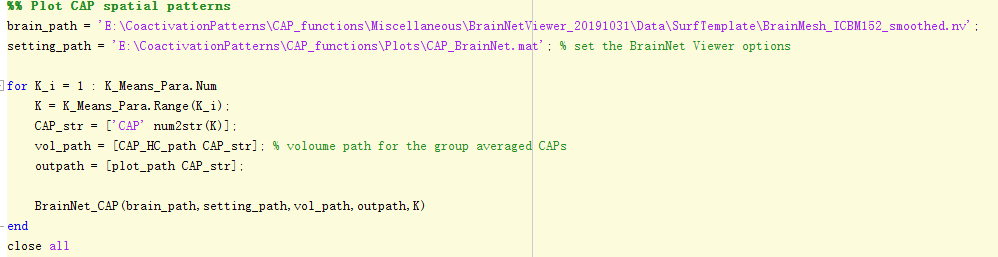 %% Plot CAP spatial patterns
brain_path = 'E:\CoactivationPatterns\CAP_functions\Miscellaneous\BrainNetViewer_20191031\Data\SurfTemplate\BrainMesh_ICBM152_smoothed.nv';
setting_path = 'E:\CoactivationPatterns\CAP_functions\Plots\CAP_BrainNet.mat'; % set the BrainNet Viewer options
for K_i = 1 : K_Means_Para.Num
K = K_Means_Para.Range(K_i);
CAP_str = ['CAP' num2str(K)];
vol_path = [CAP_HC_path CAP_str]; % voloume path for the group averaged CAPs
outpath = [plot_path CAP_str];
BrainNet_CAP(brain_path,setting_path,vol_path,outpath,K)
end
close all